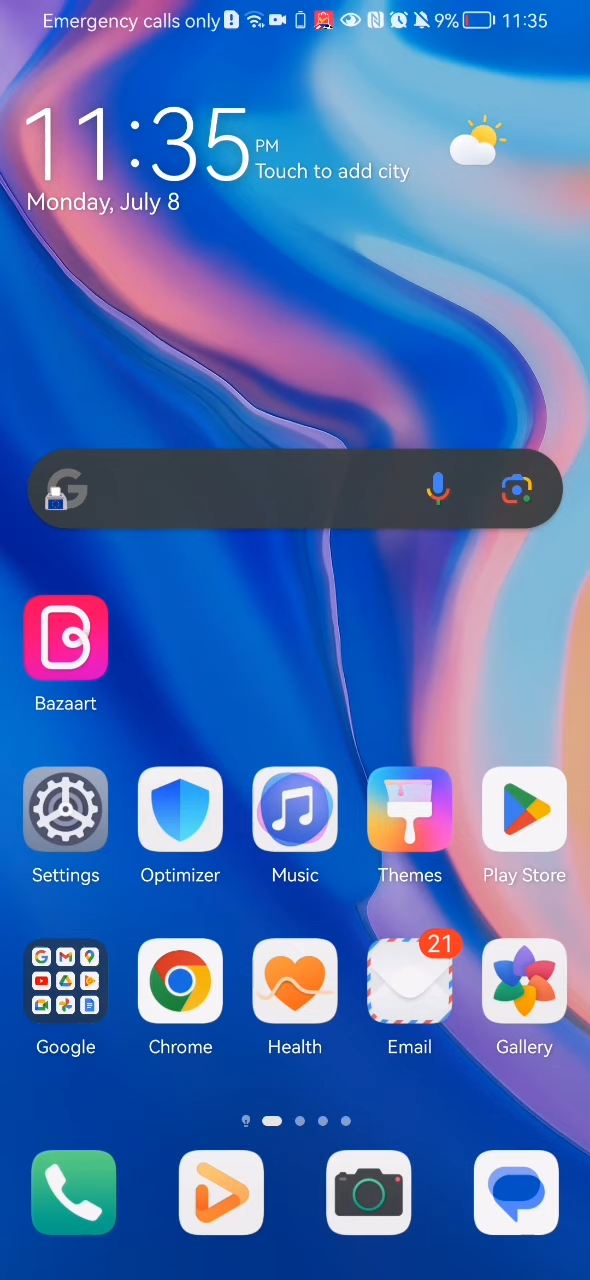 Emergency calls only 9% 11:35
11:35 PM
Touch to add city
Monday, July 8
Bazaart
Settings Optimizer Music Themes Play Store
21
Google Chrome Health Email Gallery